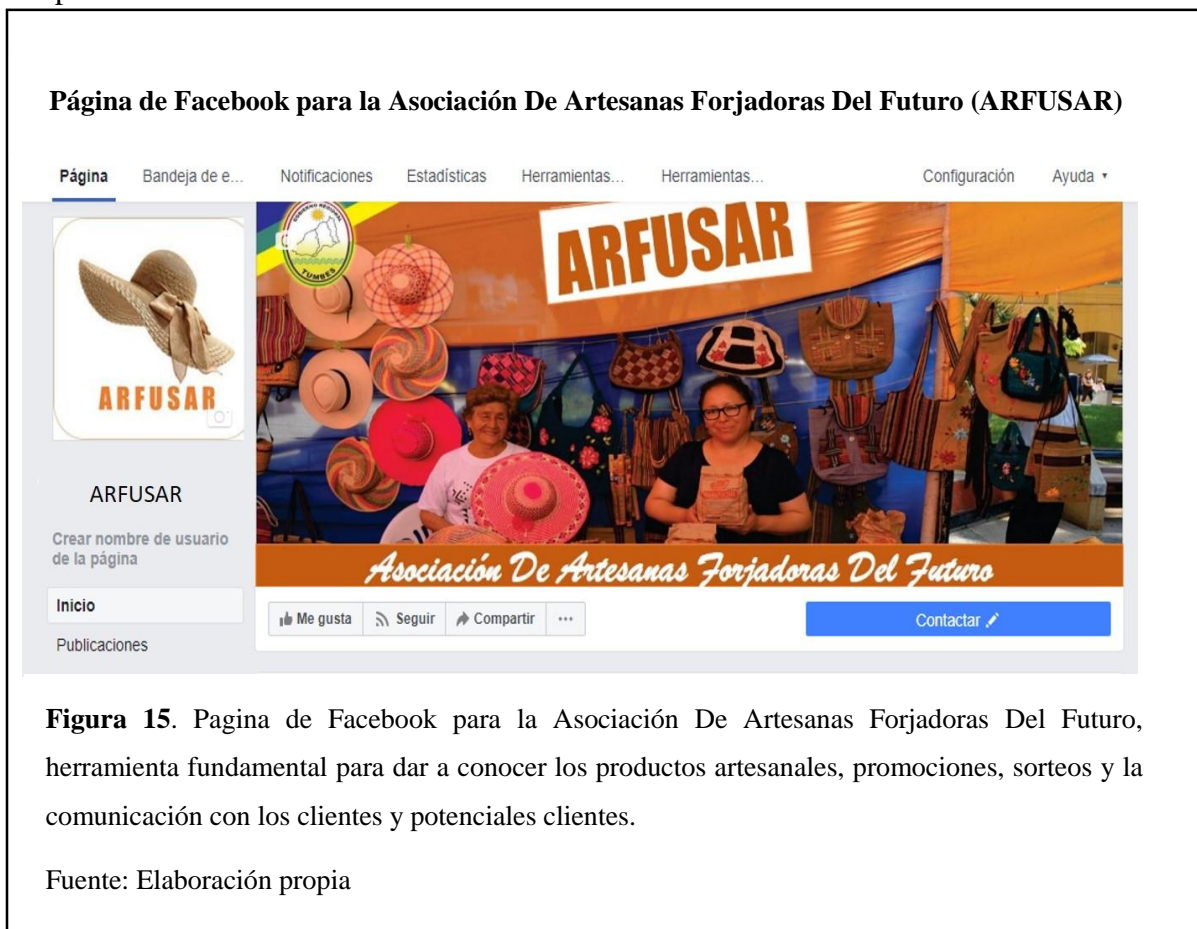 Página de Facebook para la Asociación De Artesanas Forjadoras Del Futuro (ARFUSAR)
Página Bandeja de e... Notificaciones Estadísticas Herramientas... Herramientas... Configuración Ayuda
GOBIERNO REGIONAL
TUMBES
ARFUSAR
ARFUSAR
ARFUSAR
Crear nombre de usuario
de la página
Asociación De Artesanas Forjadoras Del Futuro
Inicio
Publicaciones
Me gusta Seguir Compartir ... Contactar
Figura 15. Pagina de Facebook para la Asociación De Artesanas Forjadoras Del Futuro,
herramienta fundamental para dar a conocer los productos artesanales, promociones, sorteos y la
comunicación con los clientes y potenciales clientes.
Fuente: Elaboración propia